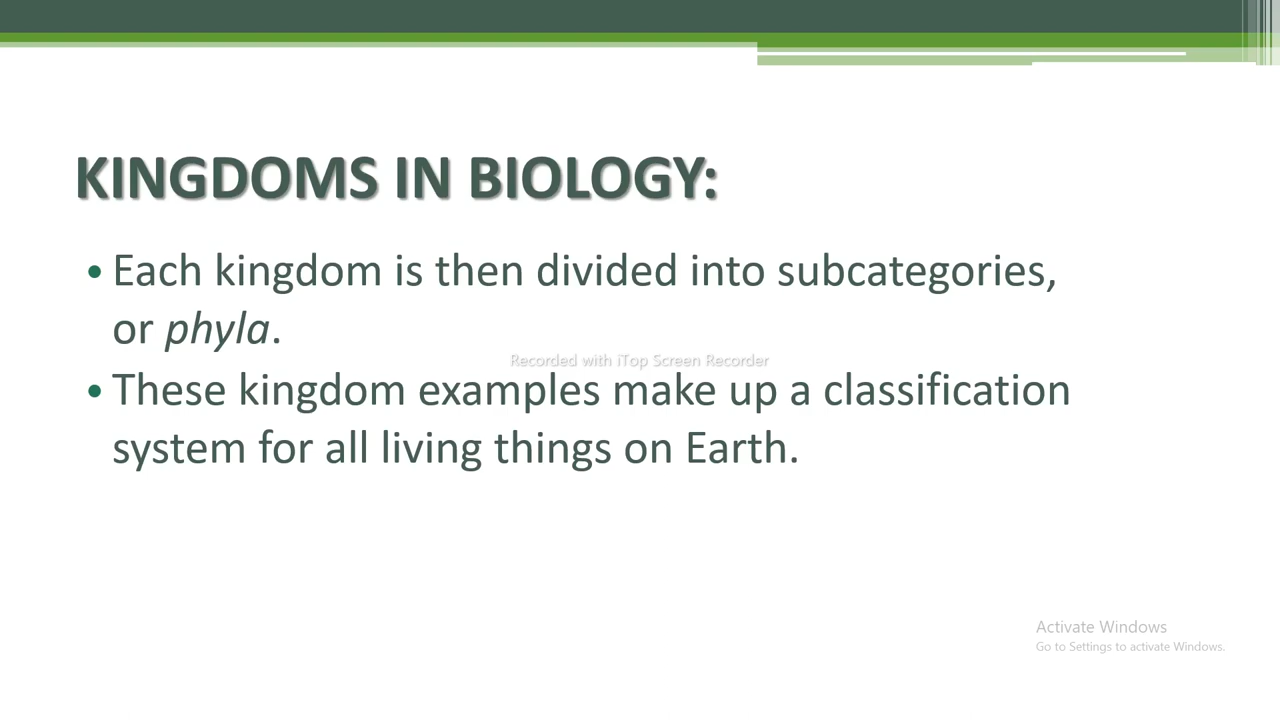 KINGDOMS IN BIOLOGY:
• Each kingdom is then divided into subcategories,
or phyla.
Recorded with iTop Screen Recorder
• These kingdom examples make up a classification
system for all living things on Earth.
Activate Windows
Go to Settings to activate Windows.